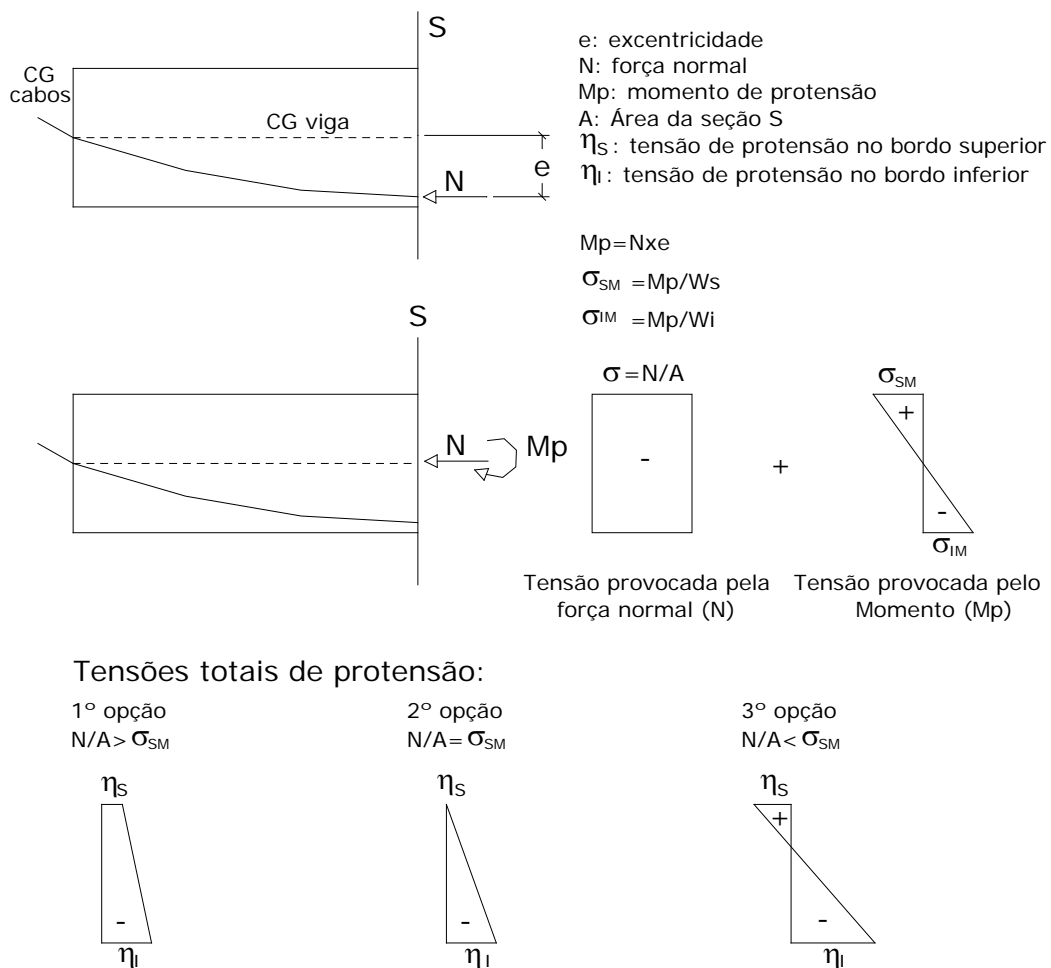 S
CG
cabos
CG viga
N
e
e: excentricidade
N: força normal
Mp: momento de protensão
A: Área da seção S
ηS: tensão de protensão no bordo superior
ηI: tensão de protensão no bordo inferior
Mp=Nxe
σSM =Mp/Ws
σIM =Mp/Wi
S
N
Mp
σ=N/A
-
+
σSM
+
-
σIM
Tensão provocada pela
força normal (N)
Tensão provocada pelo
Momento (Mp)
Tensões totais de protensão:
1º opção
N/A> σSM
ηS
-
ηI
2º opção
N/A= σSM
ηS
-
ηI
3º opção
N/A< σSM
ηS
+
-
ηI